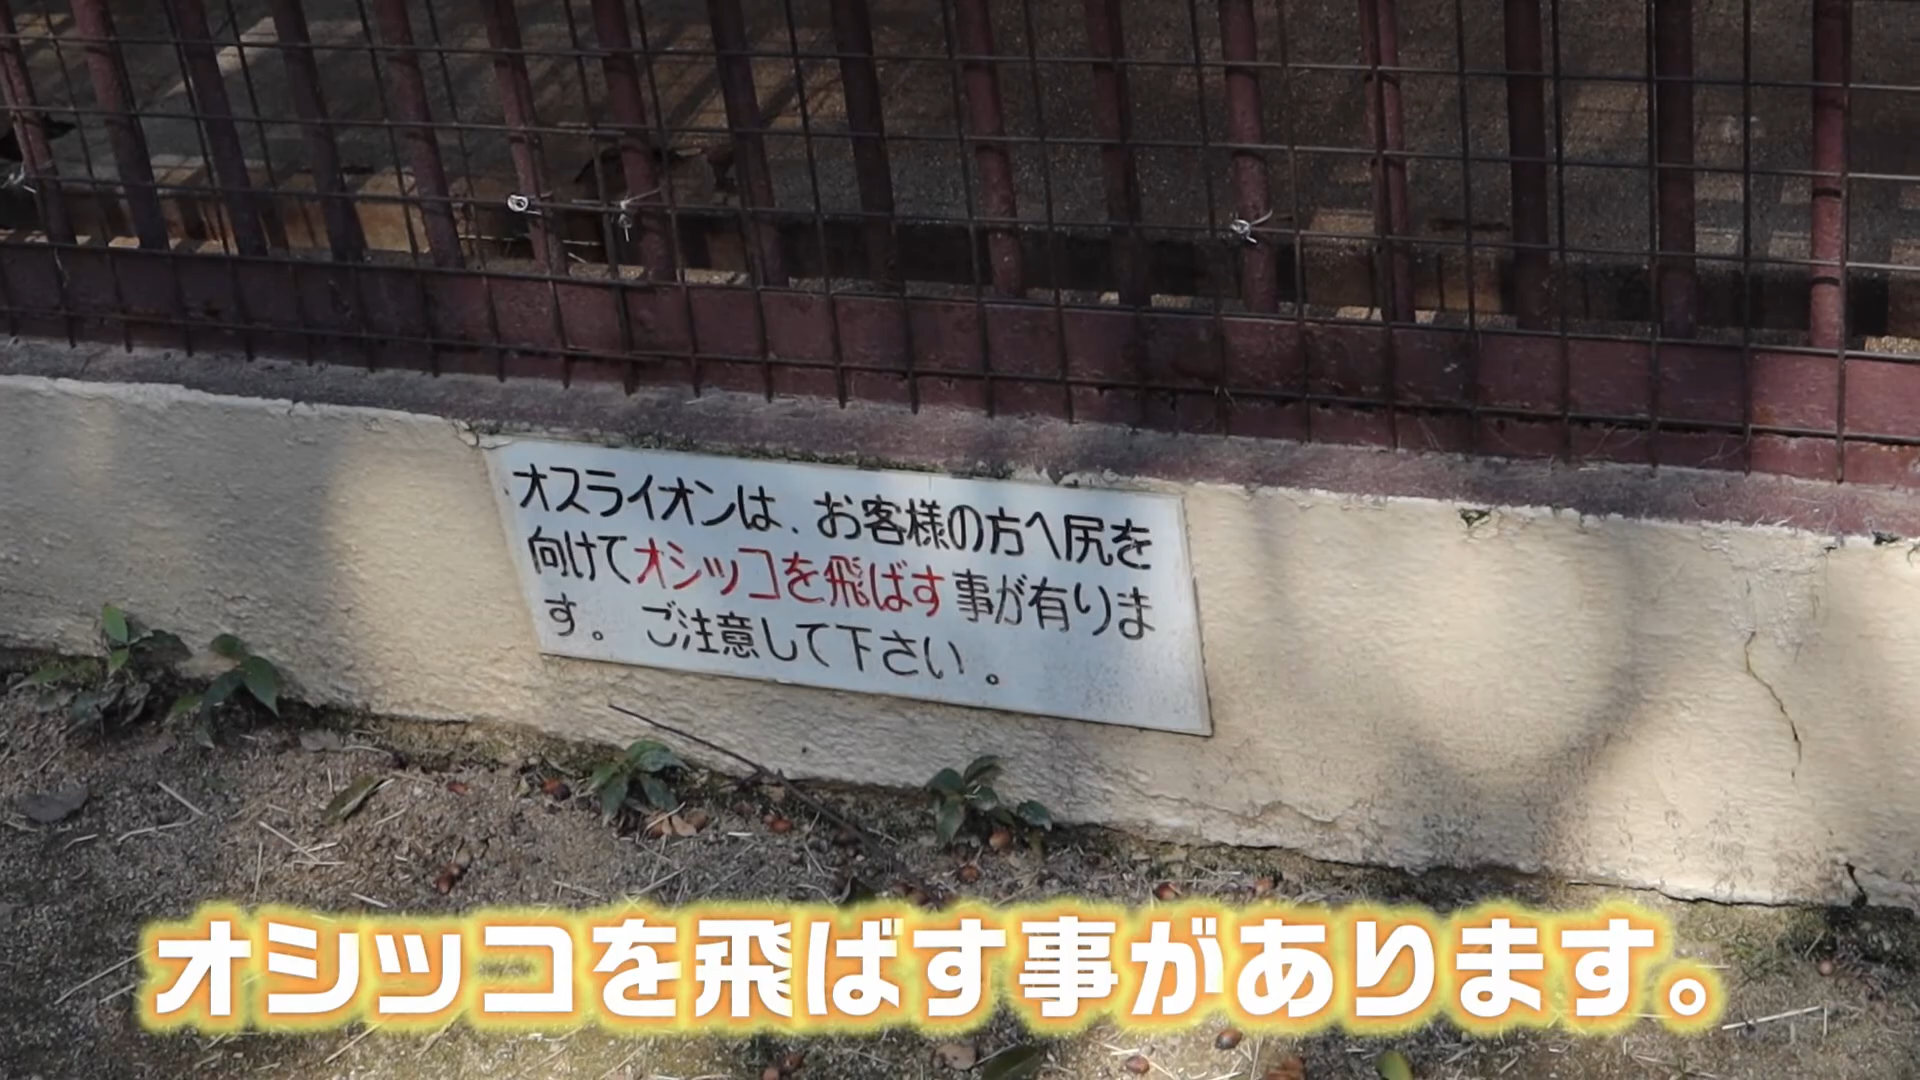 オスライオンは、お客様の方へ尻を
向けてオシッコを飛ばす事が有りま
す。ご注意して下さい。
オシッコを飛ばす事があります。